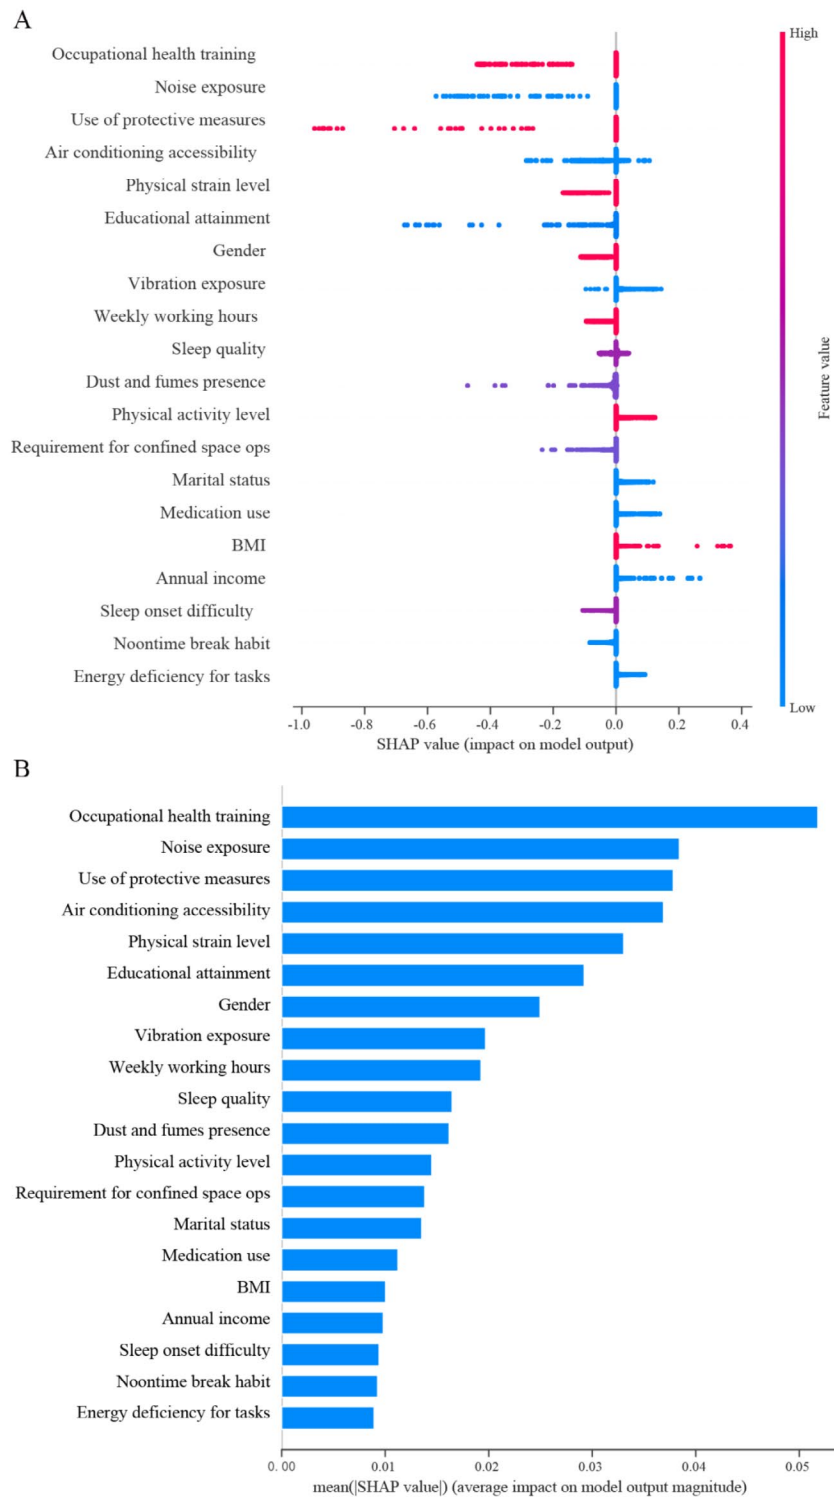 A
High
Occupational health training
Noise exposure
Use of protective measures
Air conditioning accessibility
Physical strain level
Educational attainment
Gender
Vibration exposure
Weekly working hours
Sleep quality
Dust and fumes presence
Physical activity level
Requirement for confined space ops
Marital status
Medication use
BMI
Annual income
Sleep onset difficulty
Noontime break habit
Energy deficiency for tasks
Feature value
Low
-1.0 -0.8 -0.6 -0.4 -0.2 0.0 0.2 0.4
SHAP value (impact on model output)
B
Occupational health training
Noise exposure
Use of protective measures
Air conditioning accessibility
Physical strain level
Educational attainment
Gender
Vibration exposure
Weekly working hours
Sleep quality
Dust and fumes presence
Physical activity level
Requirement for confined space ops
Marital status
Medication use
BMI
Annual income
Sleep onset difficulty
Noontime break habit
Energy deficiency for tasks
0.00 0.01 0.02 0.03 0.04 0.05
mean(|SHAP value|) (average impact on model output magnitude)